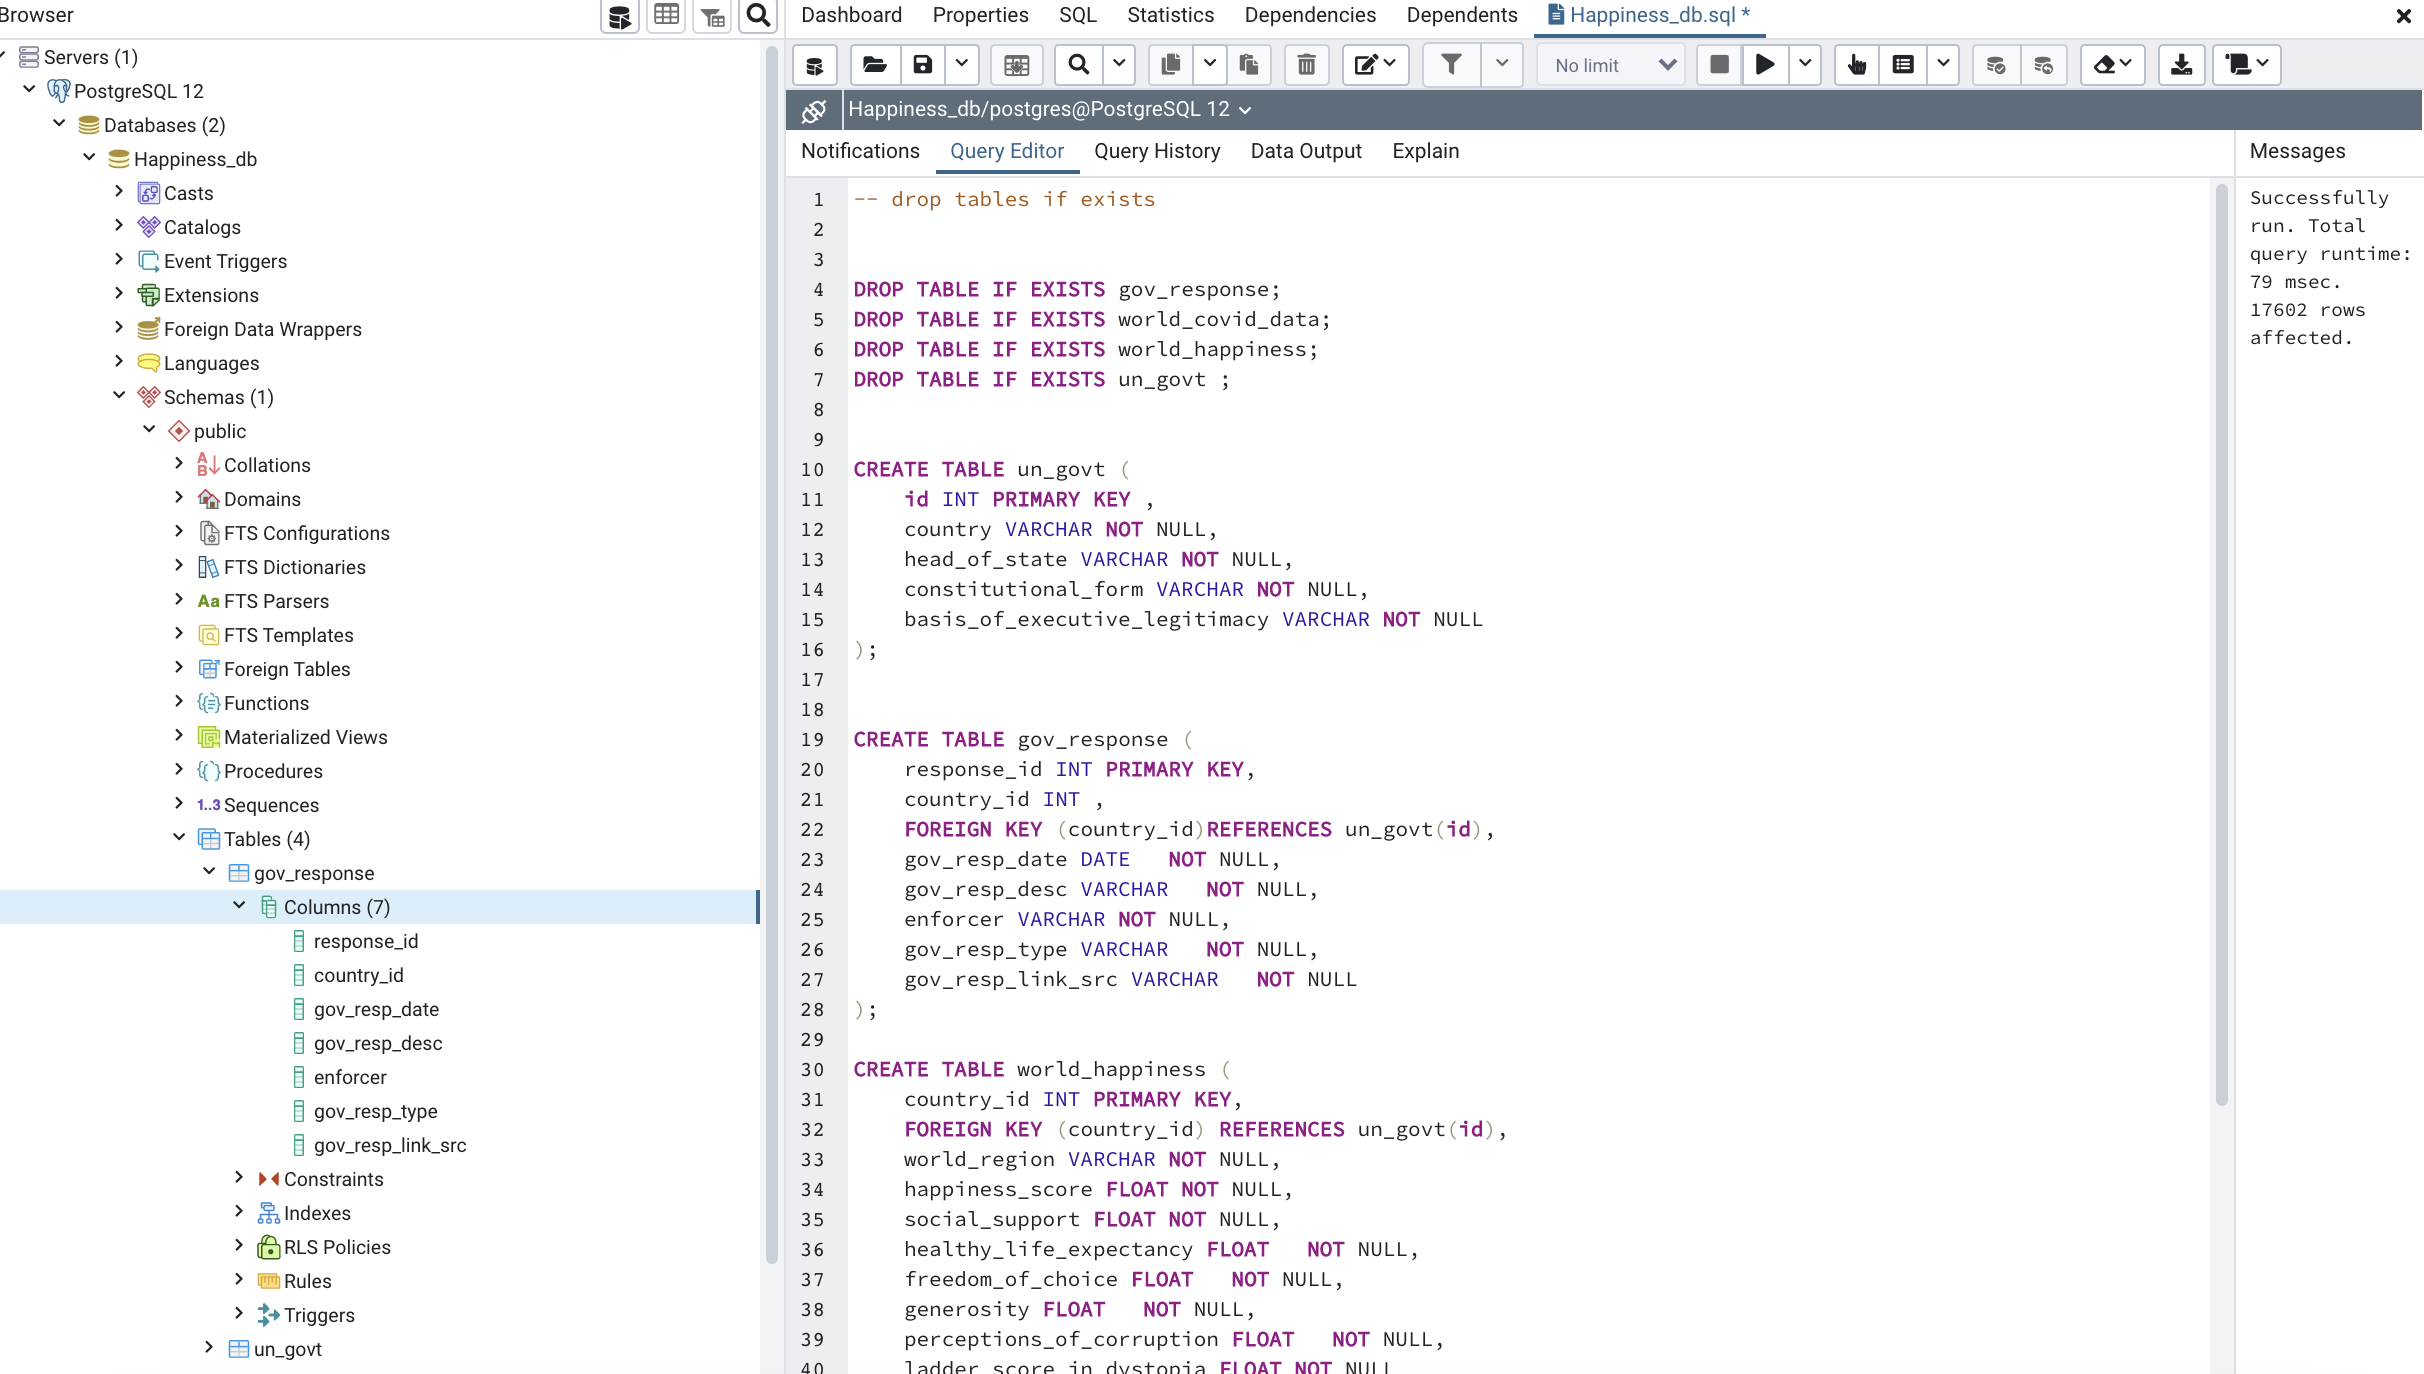 Browser
Servers (1)
PostgreSQL 12
Databases (2)
Happiness_db
Casts
Catalogs
Event Triggers
Extensions
Foreign Data Wrappers
Languages
Schemas (1)
public
Collations
Domains
FTS Configurations
FTS Dictionaries
Aa FTS Parsers
FTS Templates
Foreign Tables
Functions
Materialized Views
Procedures
1..3 Sequences
Tables (4)
gov_response
Columns (7)
response_id
country_id
gov_resp_date
gov_resp_desc
enforcer
gov_resp_type
gov_resp_link_src
Constraints
Indexes
RLS Policies
Rules
Triggers
un_govt
Dashboard Properties SQL Statistics Dependencies Dependents Happiness_db.sql *
No limit
Happiness_db/postgres@PostgreSQL 12
Notifications Query Editor Query History Data Output Explain
1 -- drop tables if exists
2
3
4 DROP TABLE IF EXISTS gov_response;
5 DROP TABLE IF EXISTS world_covid_data;
6 DROP TABLE IF EXISTS world_happiness;
7 DROP TABLE IF EXISTS un_govt ;
8
9
10 CREATE TABLE un_govt (
11 id INT PRIMARY KEY ,
12 country VARCHAR NOT NULL,
13 head_of_state VARCHAR NOT NULL,
14 constitutional_form VARCHAR NOT NULL,
15 basis_of_executive_legitimacy VARCHAR NOT NULL
16 );
17
18
19 CREATE TABLE gov_response (
20 response_id INT PRIMARY KEY,
21 country_id INT ,
22 FOREIGN KEY (country_id)REFERENCES un_govt(id),
23 gov_resp_date DATE   NOT NULL,
24 gov_resp_desc VARCHAR   NOT NULL,
25 enforcer VARCHAR NOT NULL,
26 gov_resp_type VARCHAR   NOT NULL,
27 gov_resp_link_src VARCHAR   NOT NULL
28 );
29
30 CREATE TABLE world_happiness (
31 country_id INT PRIMARY KEY,
32 FOREIGN KEY (country_id) REFERENCES un_govt(id),
33 world_region VARCHAR NOT NULL,
34 happiness_score FLOAT NOT NULL,
35 social_support FLOAT NOT NULL,
36 healthy_life_expectancy FLOAT   NOT NULL,
37 freedom_of_choice FLOAT   NOT NULL,
38 generosity FLOAT   NOT NULL,
39 perceptions_of_corruption FLOAT   NOT NULL,
40 ladder_score_in_dystopia FLOAT NOT NULL
Messages
Successfully
run. Total
query runtime:
79 msec.
17602 rows
affected.